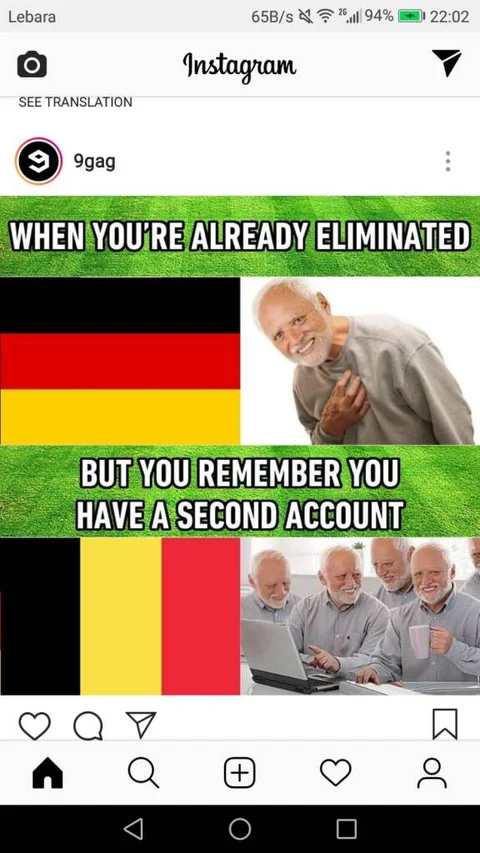 Lebara 65B/s 2G 94% 22:02
Instagram
SEE TRANSLATION
9gag
WHEN YOU'RE ALREADY ELIMINATED
BUT YOU REMEMBER YOU
HAVE A SECOND ACCOUNT